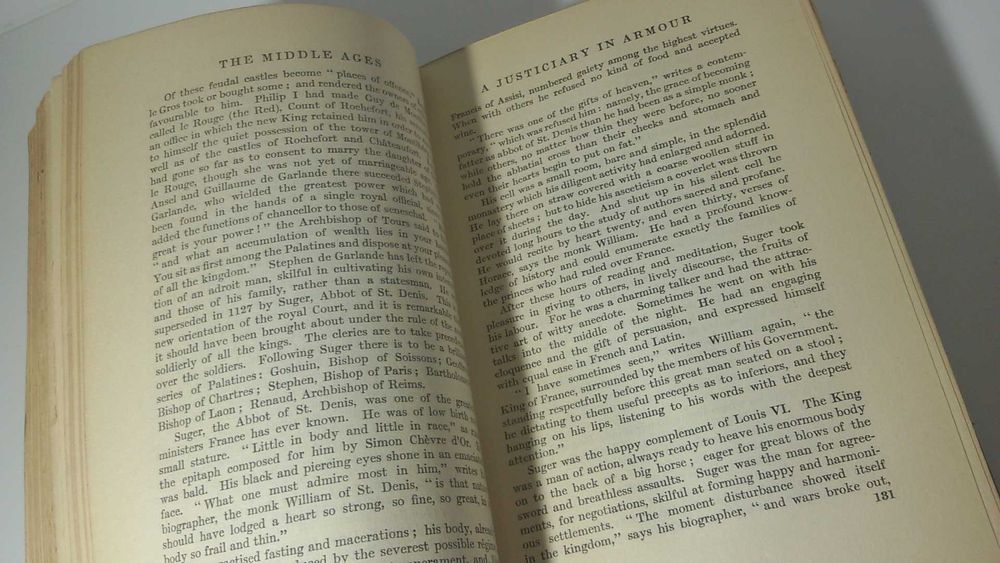 THE MIDDLE AGES
Of these feudal castles become "places of offence,"
le Gros took or bought some; and rendered the owners of
favourable to him. Philip I had made Guy de
called le Rouge (the Red), Count of Rochefort, his
an office in which the new King retained him in order to
to himself the quiet possession of the tower of
well as of the castles of Rochefort and Châteaufort
had gone so far as to consent to marry the daughter of
le Rouge, though she was not yet of marriageable
Ansel and Guillaume de Garlande there succeeded
Garlande, who wielded the greatest power which had
been found in the hands of a single royal official, since
added the functions of chancellor to those of seneschal.
great is your power!" the Archbishop of Tours said to
"and what an accumulation of wealth lies in your
You sit as first among the Palatines and dispose at your
of all the kingdom." Stephen de Garlande has left the
tion of an adroit man, skilful in cultivating his own
and those of his family, rather than a statesman. He
superseded in 1127 by Suger, Abbot of St. Denis. This
new orientation of the royal Court, and it is remarkable
it should have been brought about under the rule of the
soldierly of all the kings. The clerics are to take
over the soldiers. Following Suger there is to be a
series of Palatines: Goshuin, Bishop of Soissons;
Bishop of Chartres; Stephen, Bishop of Paris;
Bishop of Laon; Renaud, Archbishop of Reims.
Suger, the Abbot of St. Denis, was one of the
ministers France has ever known. He was of low birth
small stature. "Little in body and little in race," as
the epitaph composed for him by Simon Chèvre d'Or.
was bald. His black and piercing eyes shone in an
face. "What one must admire most in him," writes
biographer, the monk William of St. Denis, "is that
should have lodged a heart so strong, so fine, so great, in
body so frail and thin."
fasting and macerations; his body,
by the severest possible
and
A JUSTICIARY IN ARMOUR
Francis of Assisi, numbered gaiety among the highest virtues.
When with others he refused no kind of food and accepted
wine.
"There was one of the gifts of heaven," writes a contem-
porary, "which was refused him: namely, the grace of becoming
fatter as abbot of St. Denis than he had been as a simple monk;
while others, no matter how thin they were before, no sooner
hold the abbatial cross than their cheeks and stomach and
even their hearts begin to put on fat."
His cell was a small room, bare and simple, in the splendid
monastery which his diligent activity had enlarged and adorned.
He lay there on straw covered with a coarse woollen stuff in
place of sheets; but to hide his asceticism a coverlet was thrown
over it during the day. And shut up in his silent cell he
devoted long hours to the study of authors sacred and profane.
He would recite by heart twenty, and even thirty, verses of
Horace, says the monk William. He had a profound know-
ledge of history and could enumerate exactly the families of
the princes who had ruled over France.
After these hours of reading and meditation, Suger took
pleasure in giving to others, in lively discourse, the fruits of
his labour. For he was a charming talker and had the attrac-
tive art of witty anecdote. Sometimes he went on with his
talks into the middle of the night. He had an engaging
eloquence and the gift of persuasion, and expressed himself
with equal ease in French and Latin.
"I have sometimes seen," writes William again, "the
King of France, surrounded by the members of his Government,
standing respectfully before this great man seated on a stool;
he dictating to them useful precepts as to inferiors, and they
hanging on his lips, listening to his words with the deepest
attention."
Suger was the happy complement of Louis VI. The King
was a man of action, always ready to heave his enormous body
on to the back of a big horse; eager for great blows of the
sword and breathless assaults. Suger was the man for agree-
ments, for negotiations, skilful at forming happy and harmoni-
ous settlements. "The moment disturbance showed itself
in the kingdom," says his biographer, "and wars broke out,
181